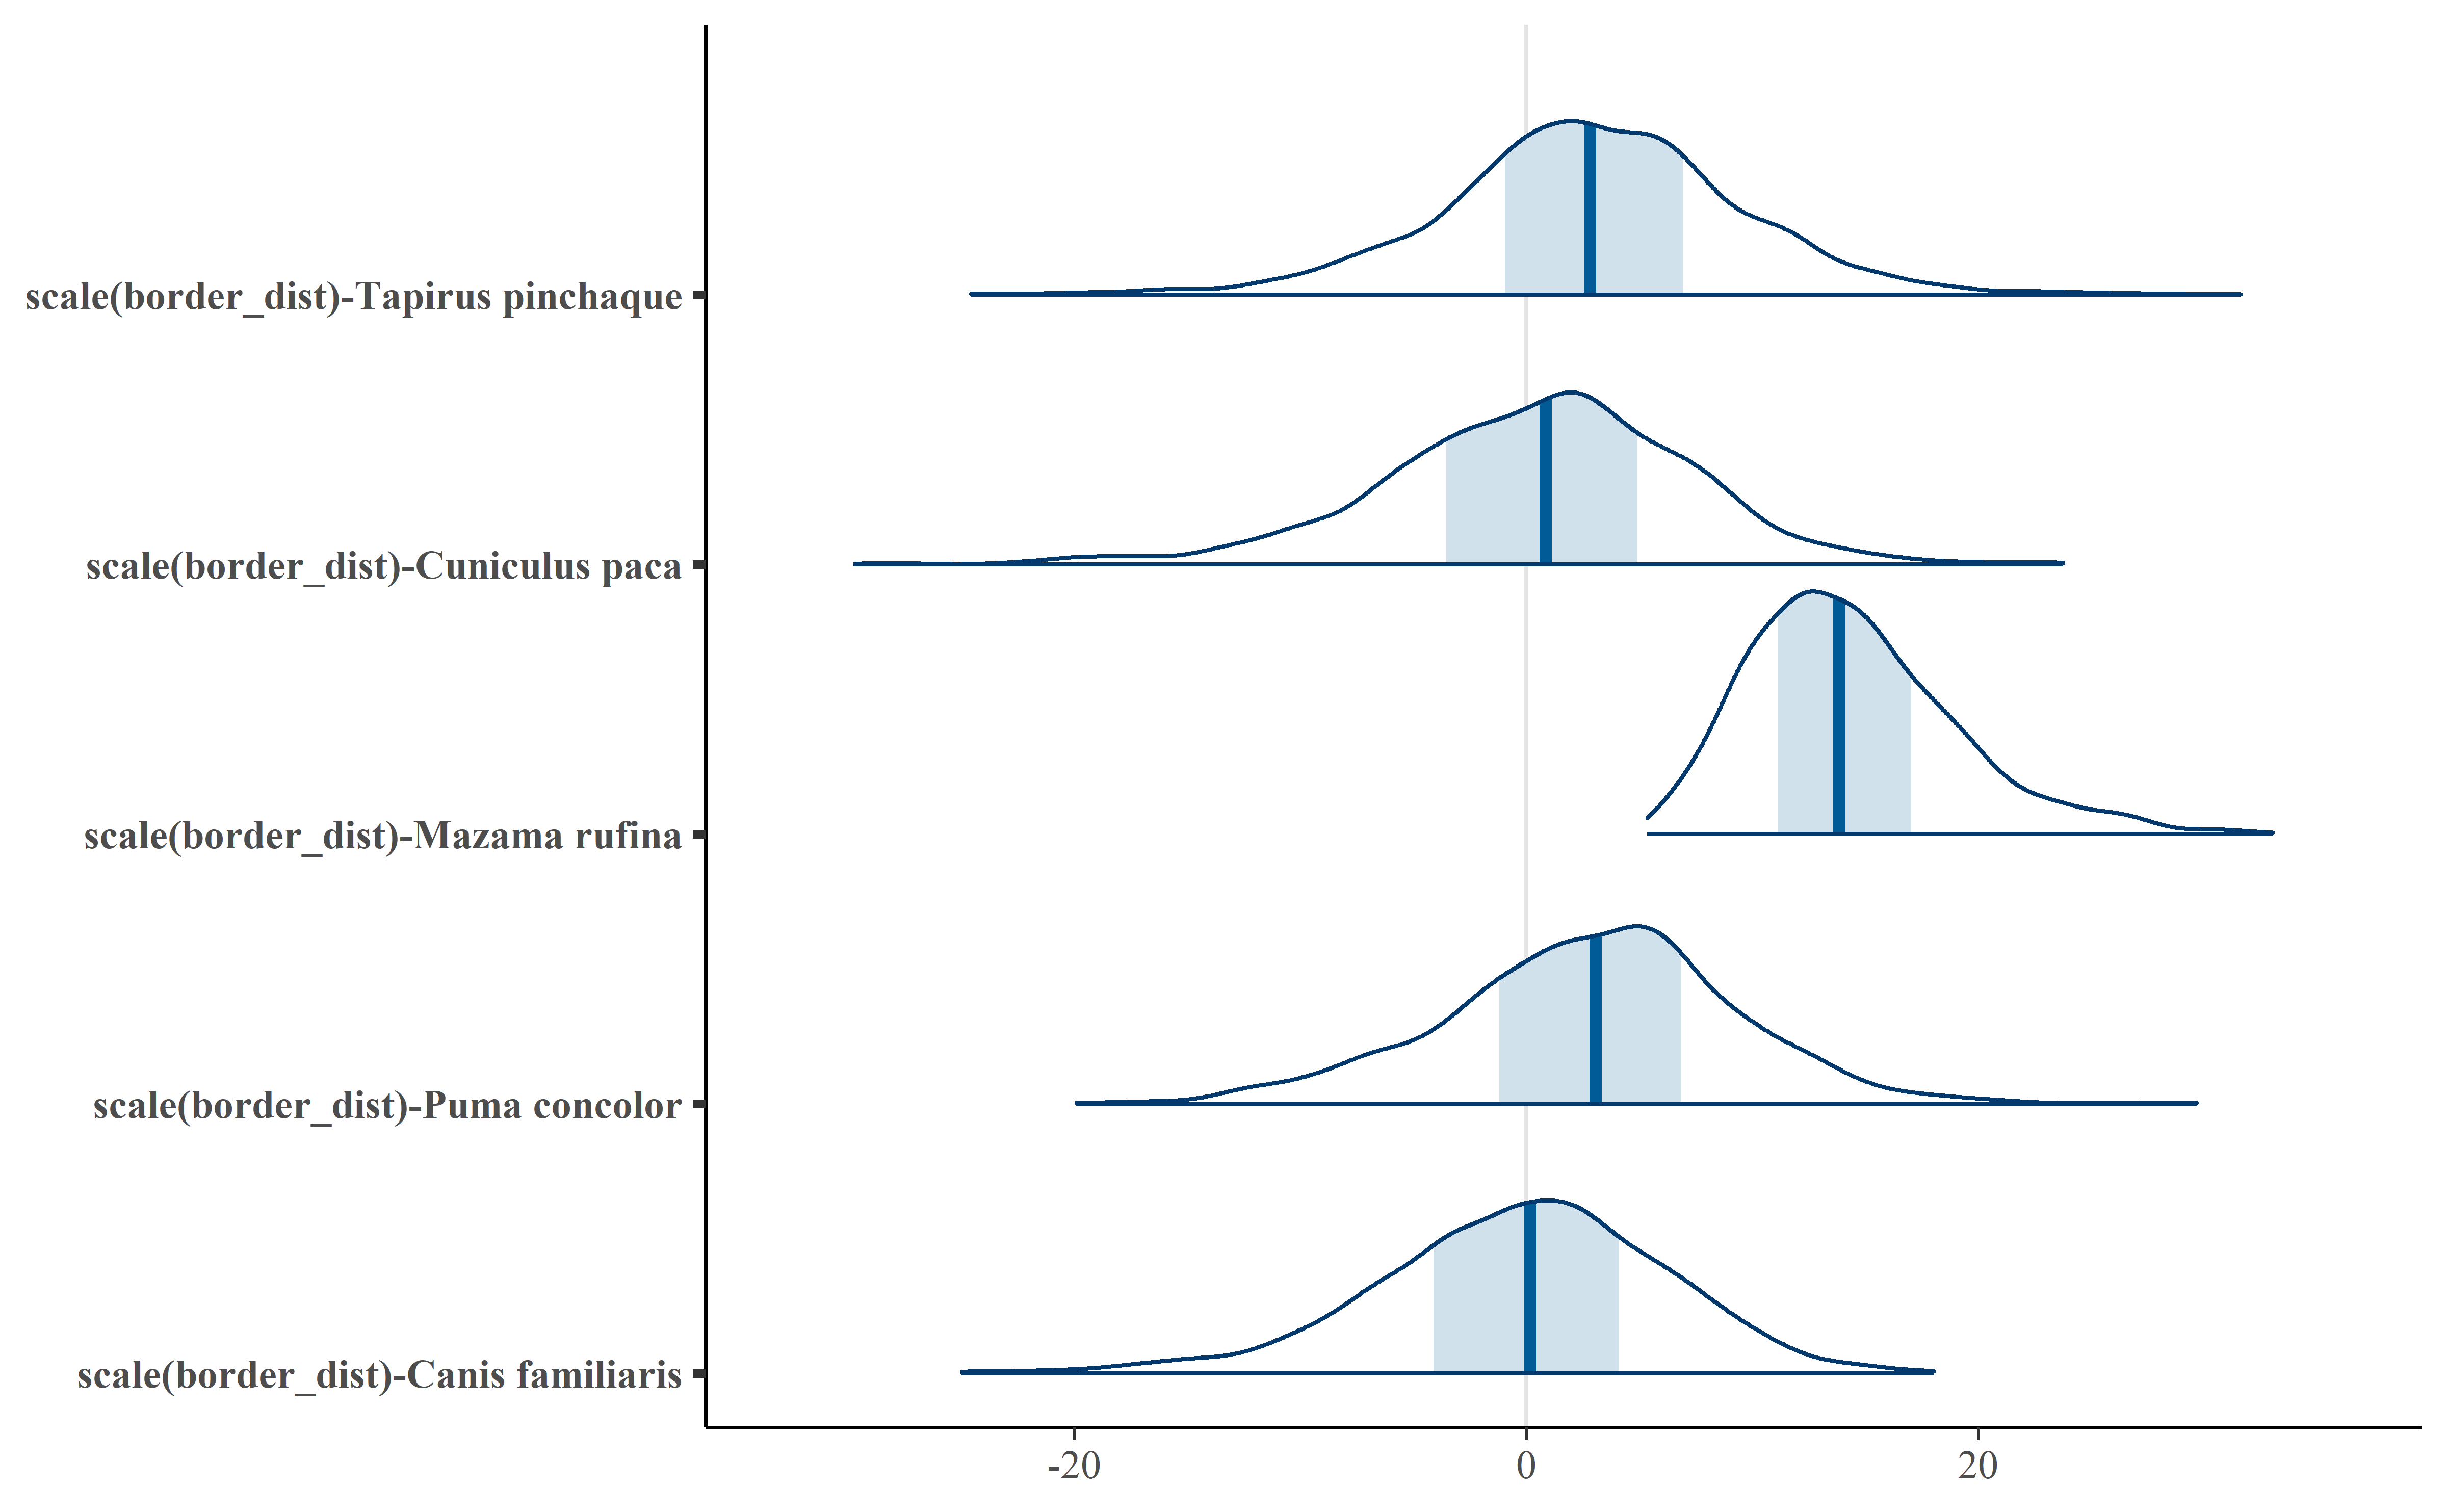 scale(border_dist)-Tapirus pinchaque
scale(border_dist)-Cuniculus paca
scale(border_dist)-Mazama rufina
scale(border_dist)-Puma concolor
scale(border_dist)-Canis familiaris
-20 0 20